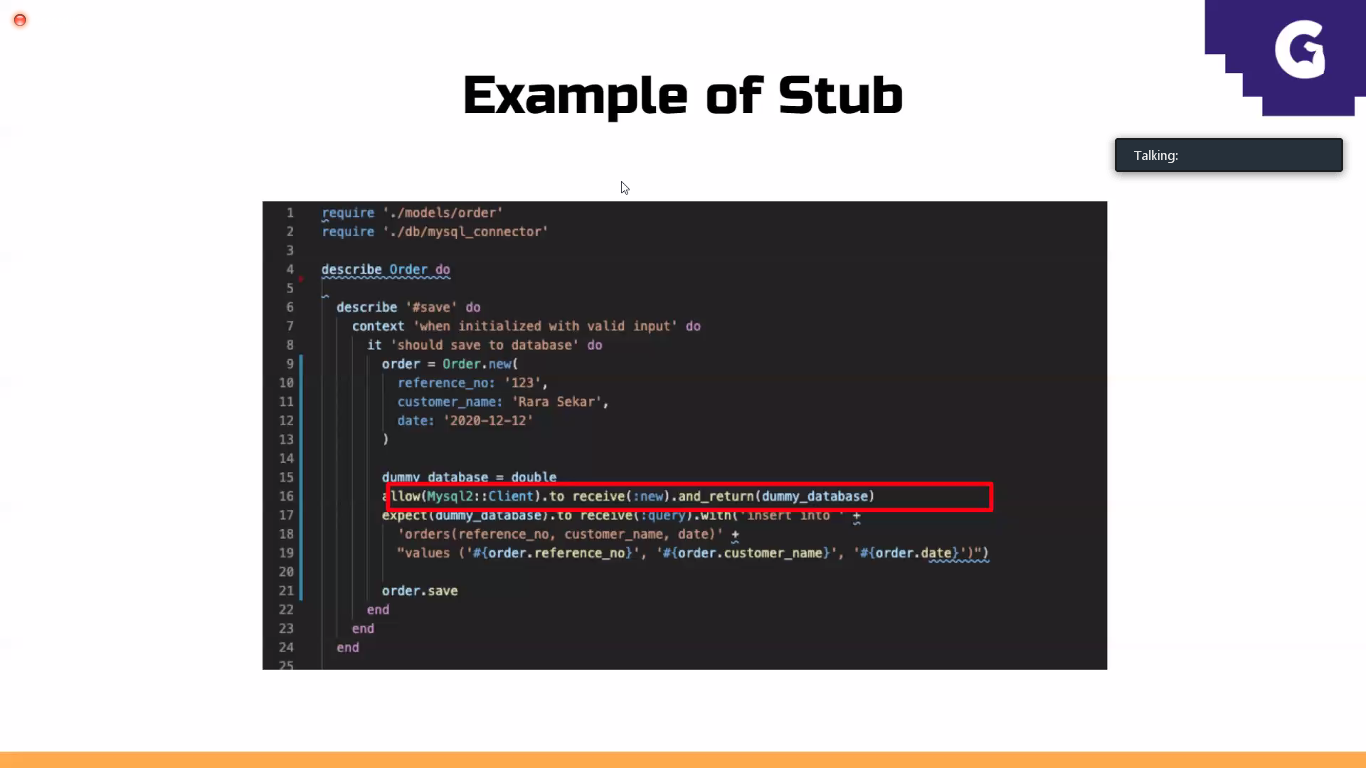 G
Example of Stub
Talking:
1 require './models/order'
2 require './db/mysql_connector'
3
4 describe Order do
5
6 describe '#save' do
7 context 'when initialized with valid input' do
8 it 'should save to database' do
9 order = Order.new(
10 reference_no: '123',
11 customer_name: 'Rara Sekar',
12 date: '2020-12-12'
13 )
14
15 dummy_database = double
16 allow(Mysql2::Client).to receive(:new).and_return(dummy_database)
17 expect(dummy_database).to receive(:query).with('insert into ' +
18 'orders(reference_no, customer_name, date)' +
19 "values ('#{order.reference_no}', '#{order.customer_name}', '#{order.date}')")
20
21 order.save
22 end
23 end
24 end
25